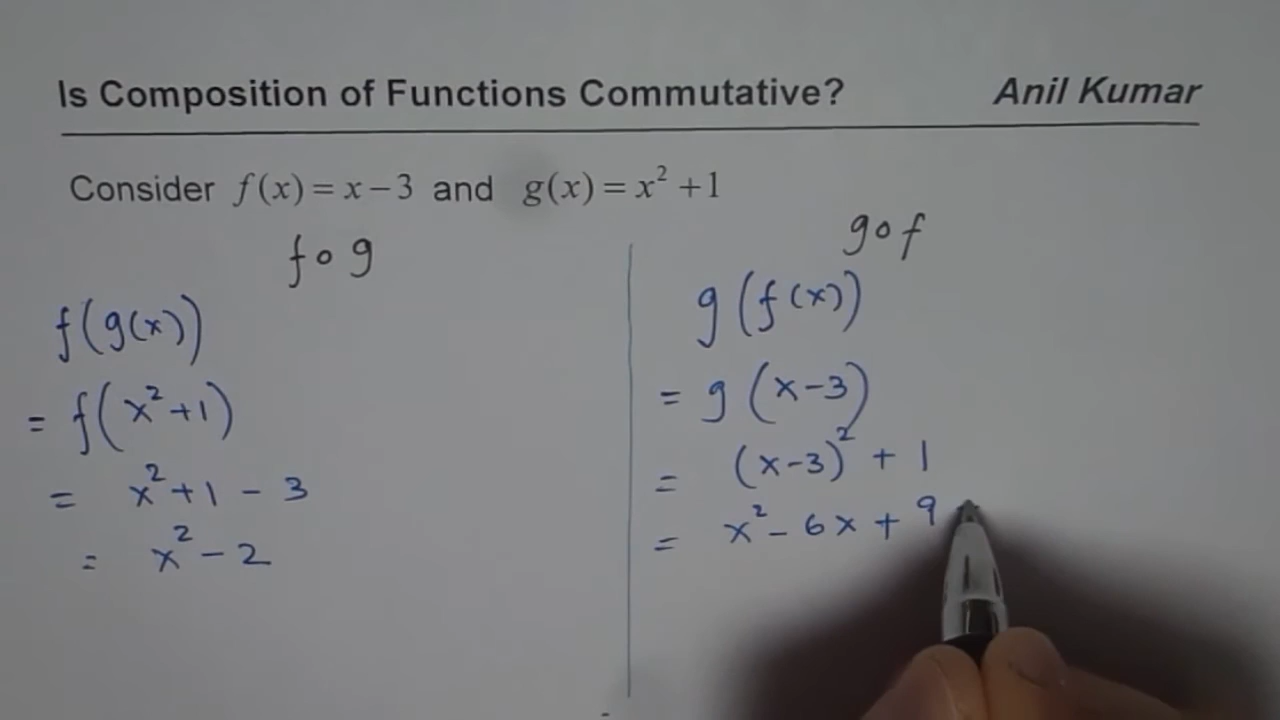 Is Composition of Functions Commutative? Anil Kumar
Consider f(x) = x − 3 and g(x) = x² + 1
f ∘ g
f(g(x))
= f(x² + 1)
= x² + 1 − 3
= x² − 2
g ∘ f
g(f(x))
= g(x − 3)
= (x − 3)² + 1
= x² − 6x + 9